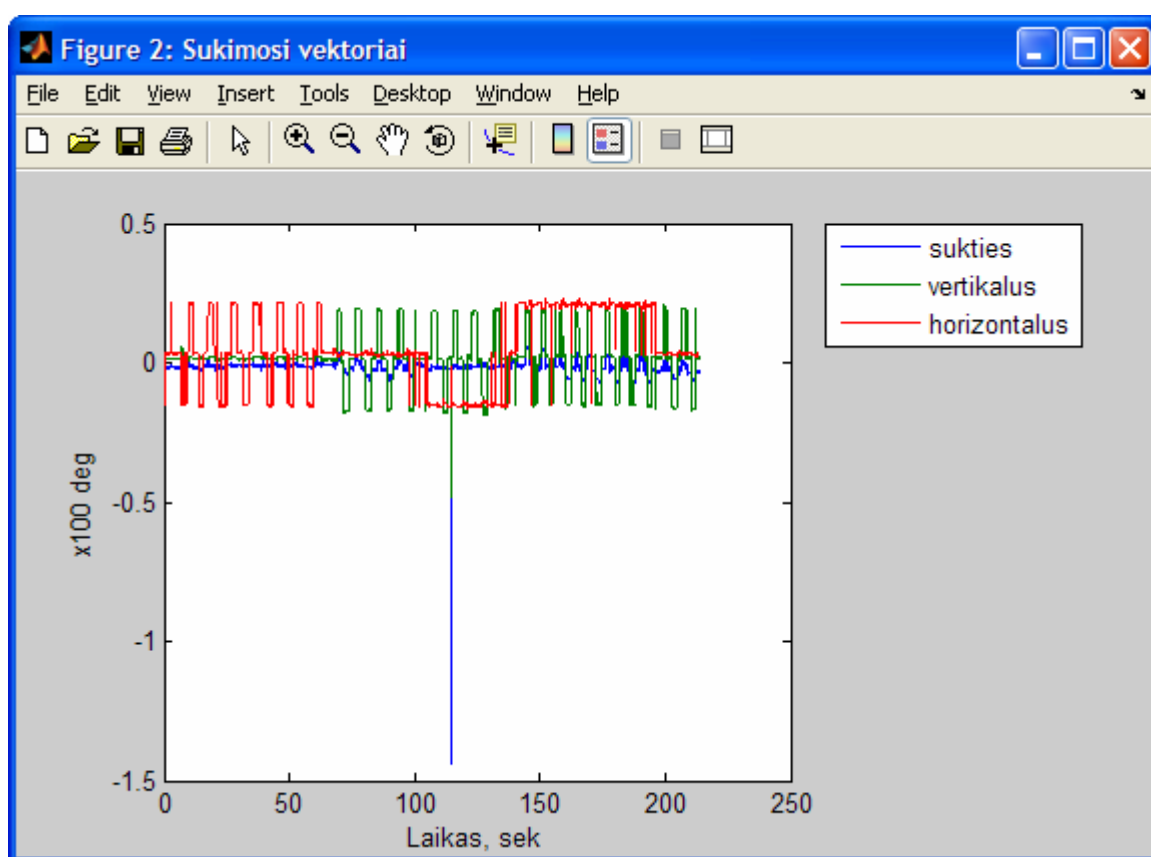 Figure 2: Sukimosi vektoriai
File Edit View Insert Tools Desktop Window Help
0.5
0
-0.5
-1
-1.5
x100 deg
0 50 100 150 200 250
Laikas, sek
sukties
vertikalus
horizontalus